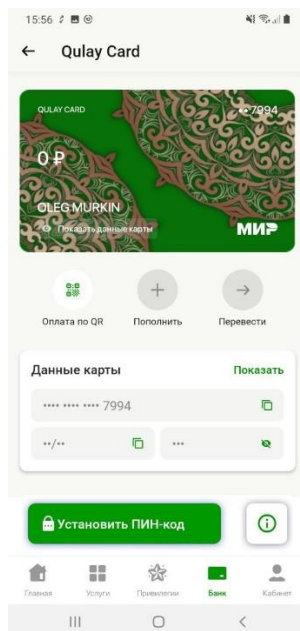 15:56
Qulay Card
QULAY CARD
••7994
0 ₽
OLEG MURKIN
Показать данные карты
МИР
Оплата по QR
Пополнить
Перевести
Данные карты
Показать
•••• •••• •••• 7994
••/••
•••
Установить ПИН-код
Главная
Услуги
Привилегии
Банк
Кабинет